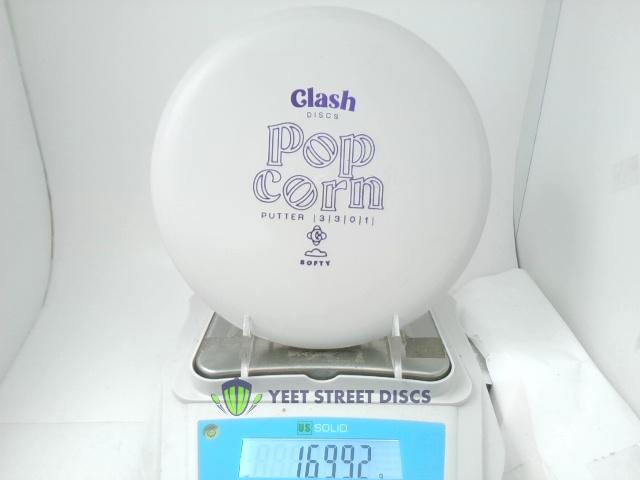 Clash
DISCS
Pop
corn
PUTTER |3|3|0|1|
SOFTY
YEET STREET DISCS
US SOLID
169.92 g